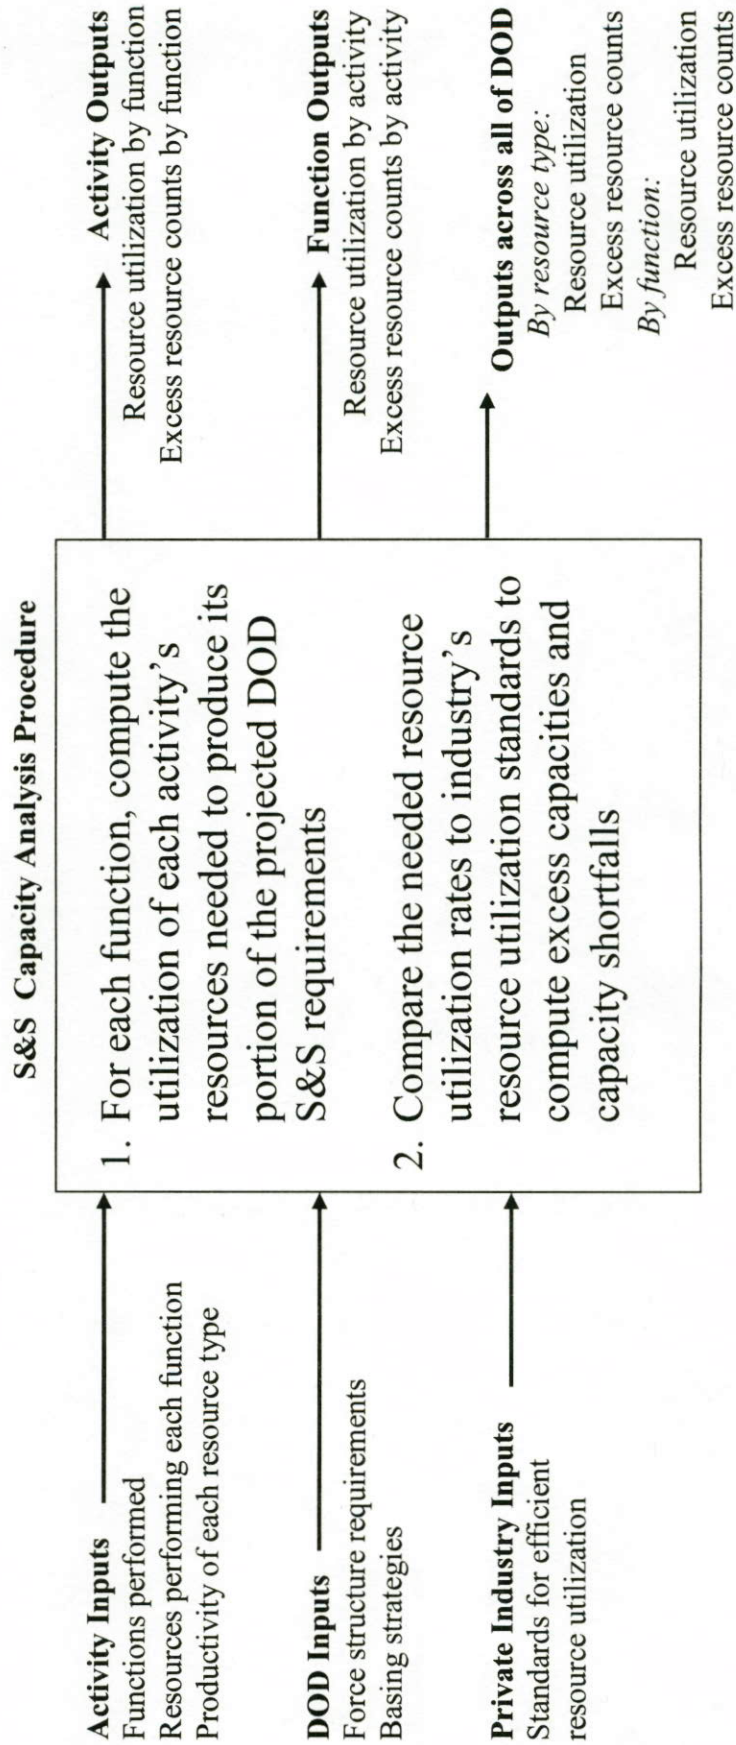 S&S Capacity Analysis Procedure
Activity Inputs
Functions performed
Resources performing each function
Productivity of each resource type
DOD Inputs
Force structure requirements
Basing strategies
Private Industry Inputs
Standards for efficient
resource utilization
1. For each function, compute the
utilization of each activity's
resources needed to produce its
portion of the projected DOD
S&S requirements
2. Compare the needed resource
utilization rates to industry's
resource utilization standards to
compute excess capacities and
capacity shortfalls
Activity Outputs
Resource utilization by function
Excess resource counts by function
Function Outputs
Resource utilization by activity
Excess resource counts by activity
Outputs across all of DOD
By resource type:
Resource utilization
Excess resource counts
By function:
Resource utilization
Excess resource counts